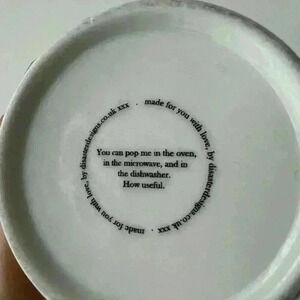 made for you with love, by disasterdesigns.co.uk xxx .
made for you with love, by disasterdesigns.co.uk xxx .
You can pop me in the oven,
in the microwave, and in
the dishwasher.
How useful.